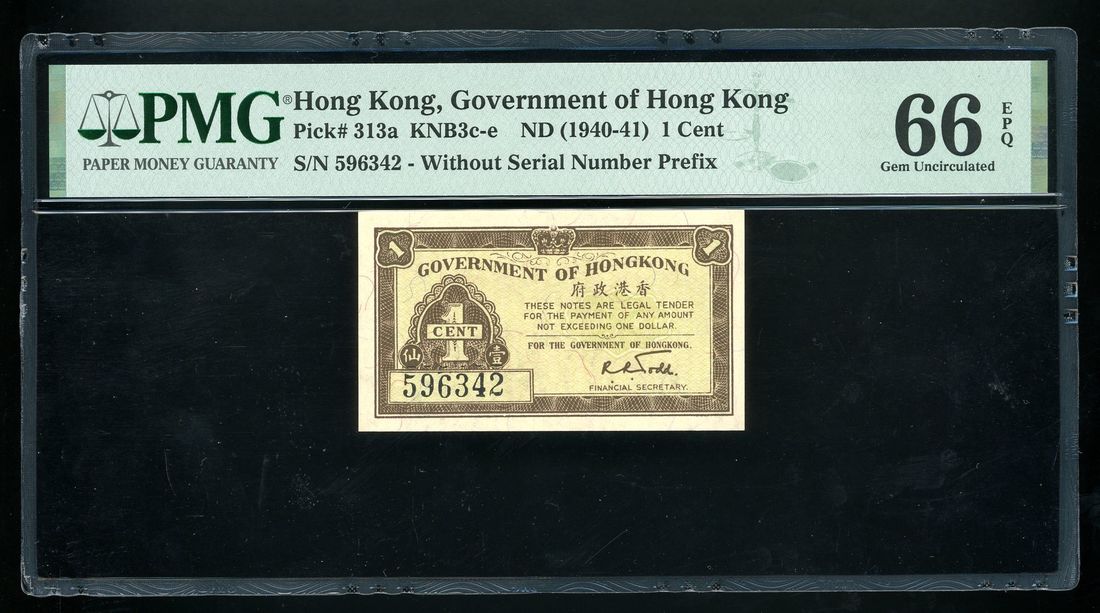 PMG®
PAPER MONEY GUARANTY
Hong Kong, Government of Hong Kong
Pick# 313a KNB3c-e ND (1940-41) 1 Cent
S/N 596342 - Without Serial Number Prefix
66
EPQ
Gem Uncirculated
1 1
GOVERNMENT OF HONGKONG
府政港香
THESE NOTES ARE LEGAL TENDER
FOR THE PAYMENT OF ANY AMOUNT
NOT EXCEEDING ONE DOLLAR.
FOR THE GOVERNMENT OF HONGKONG.
1
CENT
仙 壹
596342
R R Todd.
FINANCIAL SECRETARY.